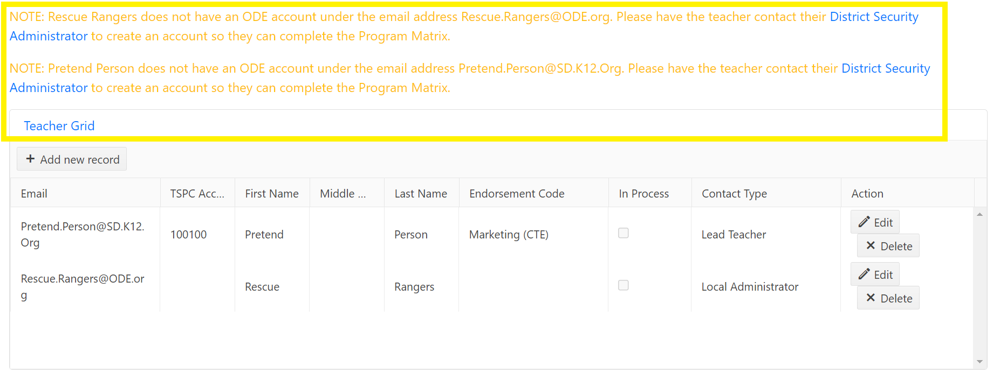 NOTE: Rescue Rangers does not have an ODE account under the email address Rescue.Rangers@ODE.org. Please have the teacher contact their District Security
Administrator to create an account so they can complete the Program Matrix.
NOTE: Pretend Person does not have an ODE account under the email address Pretend.Person@SD.K12.Org. Please have the teacher contact their District Security
Administrator to create an account so they can complete the Program Matrix.
Teacher Grid
+ Add new record
Email TSPC Acc... First Name Middle ... Last Name Endorsement Code In Process Contact Type Action
Pretend.Person@SD.K12.
Org 100100 Pretend Person Marketing (CTE) Lead Teacher Edit
Delete
Rescue.Rangers@ODE.or
g Rescue Rangers Local Administrator Edit
Delete